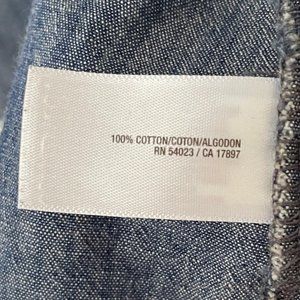 100% COTTON/COTON/ALGODON
RN 54023 / CA 17897